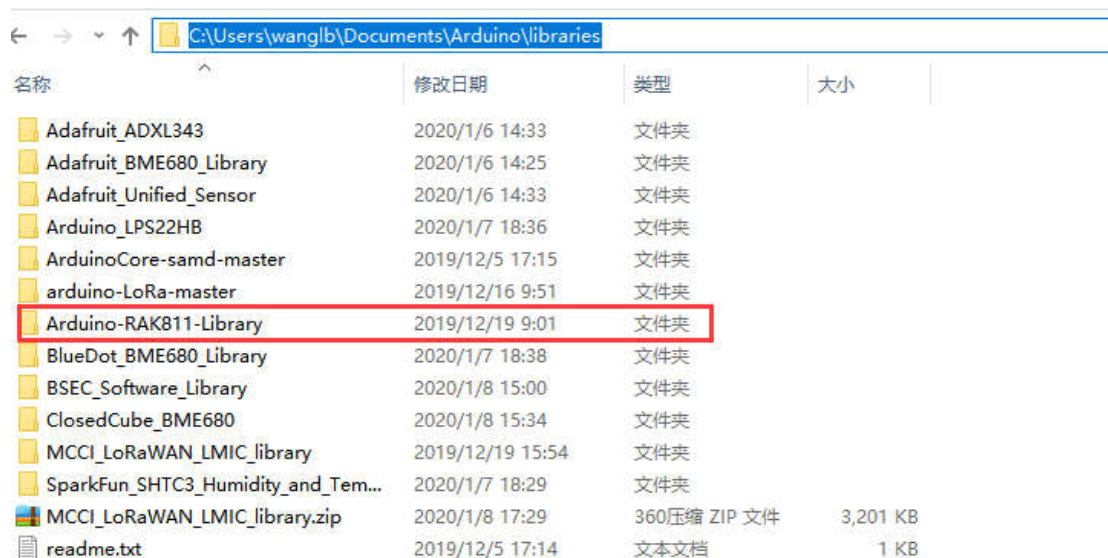 C:\Users\wanglb\Documents\Arduino\libraries
名称 修改日期 类型 大小
Adafruit_ADXL343 2020/1/6 14:33 文件夹
Adafruit_BME680_Library 2020/1/6 14:25 文件夹
Adafruit_Unified_Sensor 2020/1/6 14:33 文件夹
Arduino_LPS22HB 2020/1/7 18:36 文件夹
ArduinoCore-samd-master 2019/12/5 17:15 文件夹
arduino-LoRa-master 2019/12/16 9:51 文件夹
Arduino-RAK811-Library 2019/12/19 9:01 文件夹
BlueDot_BME680_Library 2020/1/7 18:38 文件夹
BSEC_Software_Library 2020/1/8 15:00 文件夹
ClosedCube_BME680 2020/1/8 15:34 文件夹
MCCI_LoRaWAN_LMIC_library 2019/12/19 15:54 文件夹
SparkFun_SHTC3_Humidity_and_Tem... 2020/1/7 18:29 文件夹
MCCI_LoRaWAN_LMIC_library.zip 2020/1/8 17:29 360压缩 ZIP 文件 3,201 KB
readme.txt 2019/12/5 17:14 文本文档 1 KB